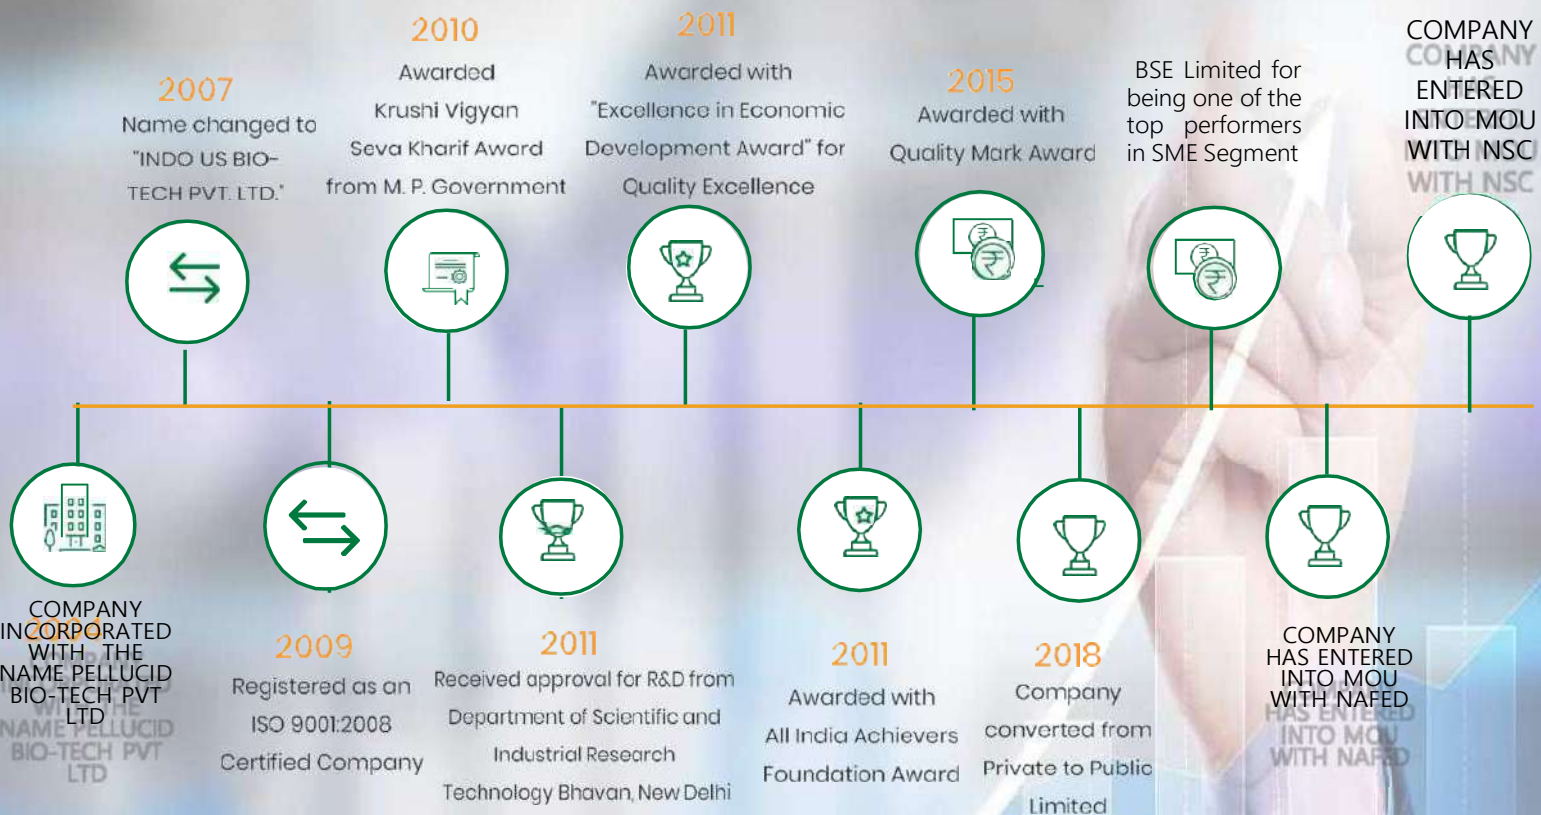 2007
Name changed to
"INDO US BIO-
TECH PVT. LTD."
2010
Awarded
Krushi Vigyan
Seva Kharif Award
from M. P. Government
2011
Awarded with
"Excellence in Economic
Development Award" for
Quality Excellence
2015
Awarded with
Quality Mark Award
BSE Limited for
being one of the
top performers
in SME Segment
COMPANY
HAS
ENTERED
INTO MOU
WITH NSC
COMPANY
INCORPORATED
WITH THE
NAME PELLUCID
BIO-TECH PVT
LTD
2009
Registered as an
ISO 9001:2008
Certified Company
2011
Received approval for R&D from
Department of Scientific and
Industrial Research
Technology Bhavan, New Delhi
2011
Awarded with
All India Achievers
Foundation Award
2018
Company
converted from
Private to Public
Limited
COMPANY
HAS ENTERED
INTO MOU
WITH NAFED